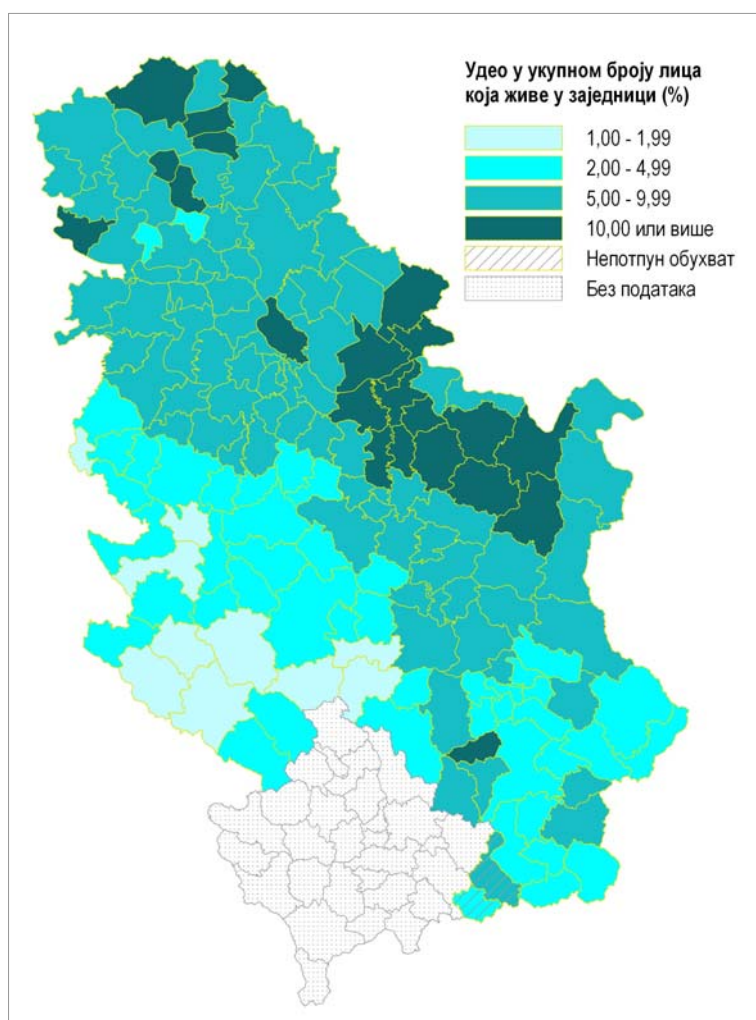 Удео у укупном броју лица
која живе у заједници (%)
1,00 - 1,99
2,00 - 4,99
5,00 - 9,99
10,00 или више
Непотпун обухват
Без података